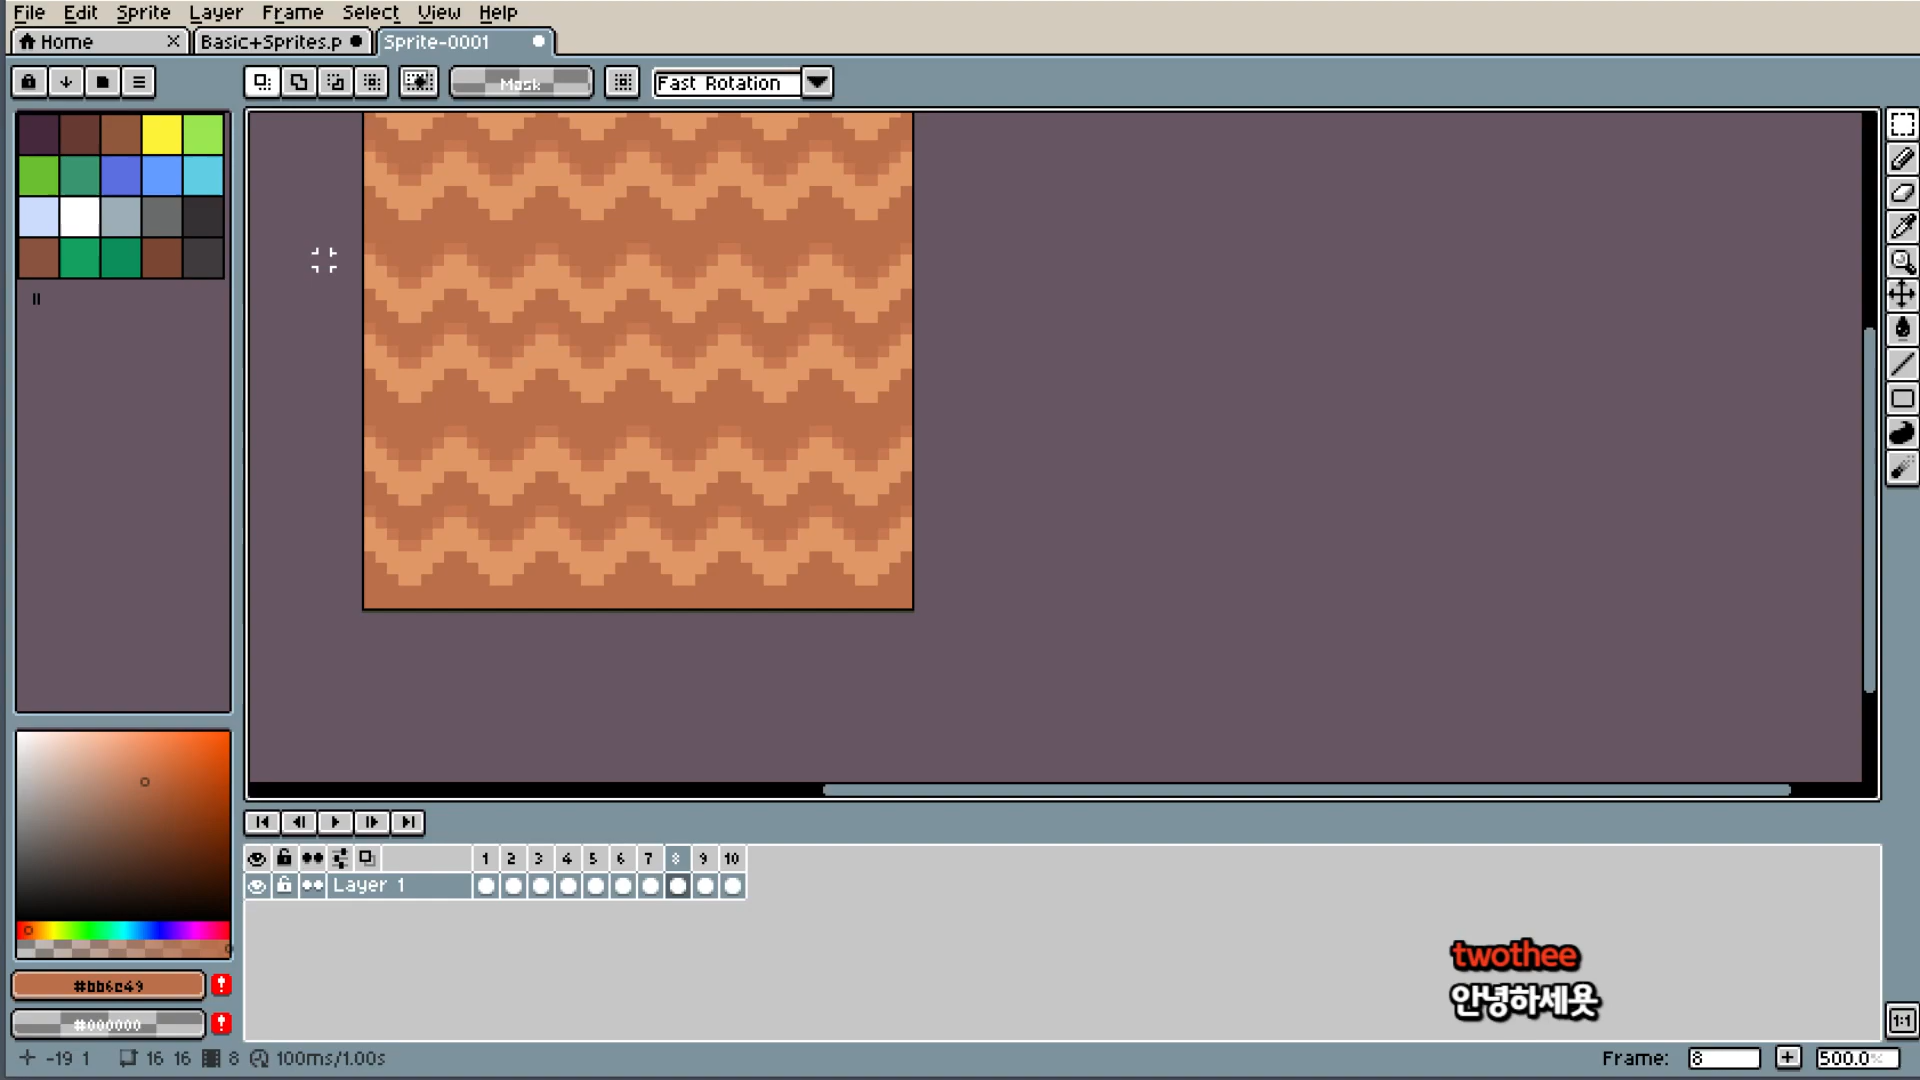 File Edit Sprite Layer Frame Select View Help
Home Basic+Sprites.p Sprite-0001
Mask Fast Rotation
#bb6c49
#000000
1 2 3 4 5 6 7 8 9 10
Layer 1
twothee
안녕하세욧
1:1
-19 1 16 16 8 100ms/1.00s Frame: 8 500.0%